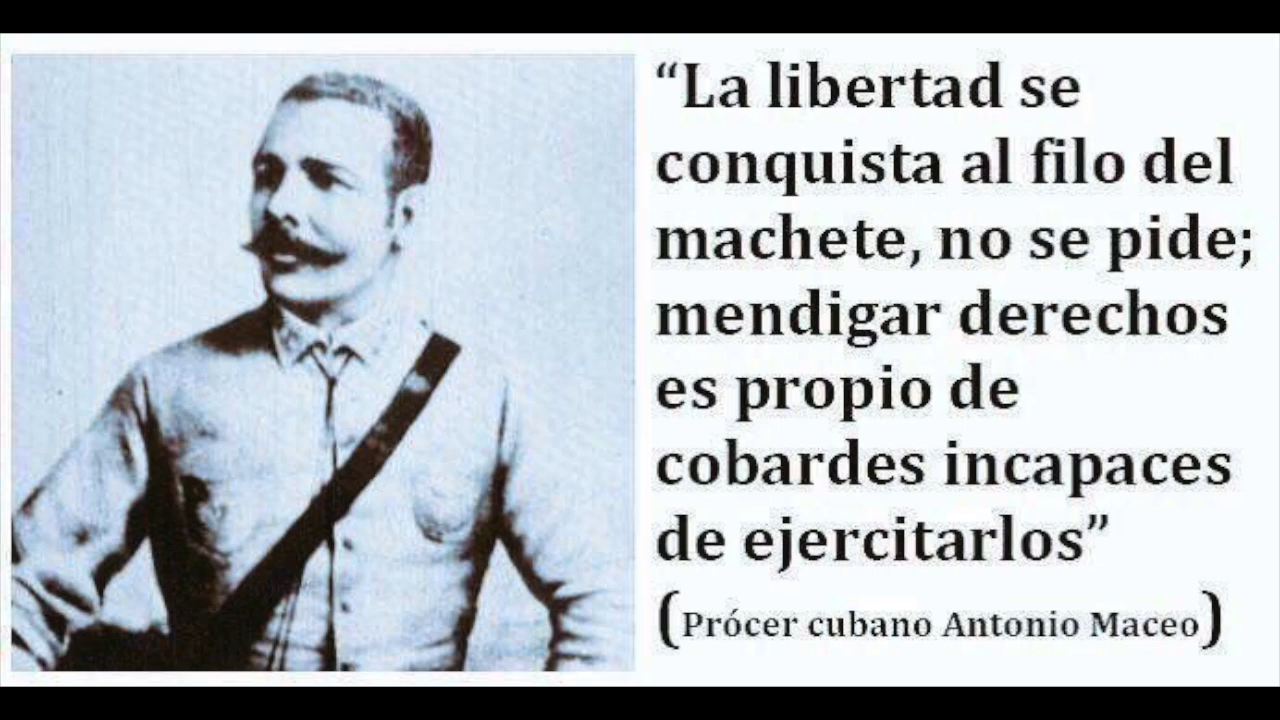 “La libertad se
conquista al filo del
machete, no se pide;
mendigar derechos
es propio de
cobardes incapaces
de ejercitarlos”
(Prócer cubano Antonio Maceo)